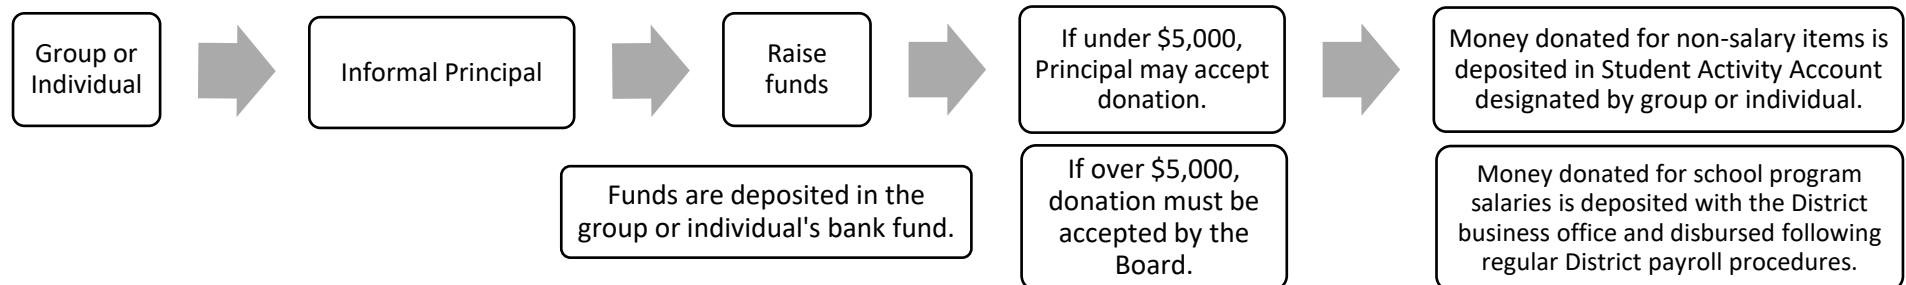 Group or
Individual
Informal Principal
Raise
funds
If under $5,000,
Principal may accept
donation.
Money donated for non-salary items is
deposited in Student Activity Account
designated by group or individual.
Funds are deposited in the
group or individual's bank fund.
If over $5,000,
donation must be
accepted by the
Board.
Money donated for school program
salaries is deposited with the District
business office and disbursed following
regular District payroll procedures.